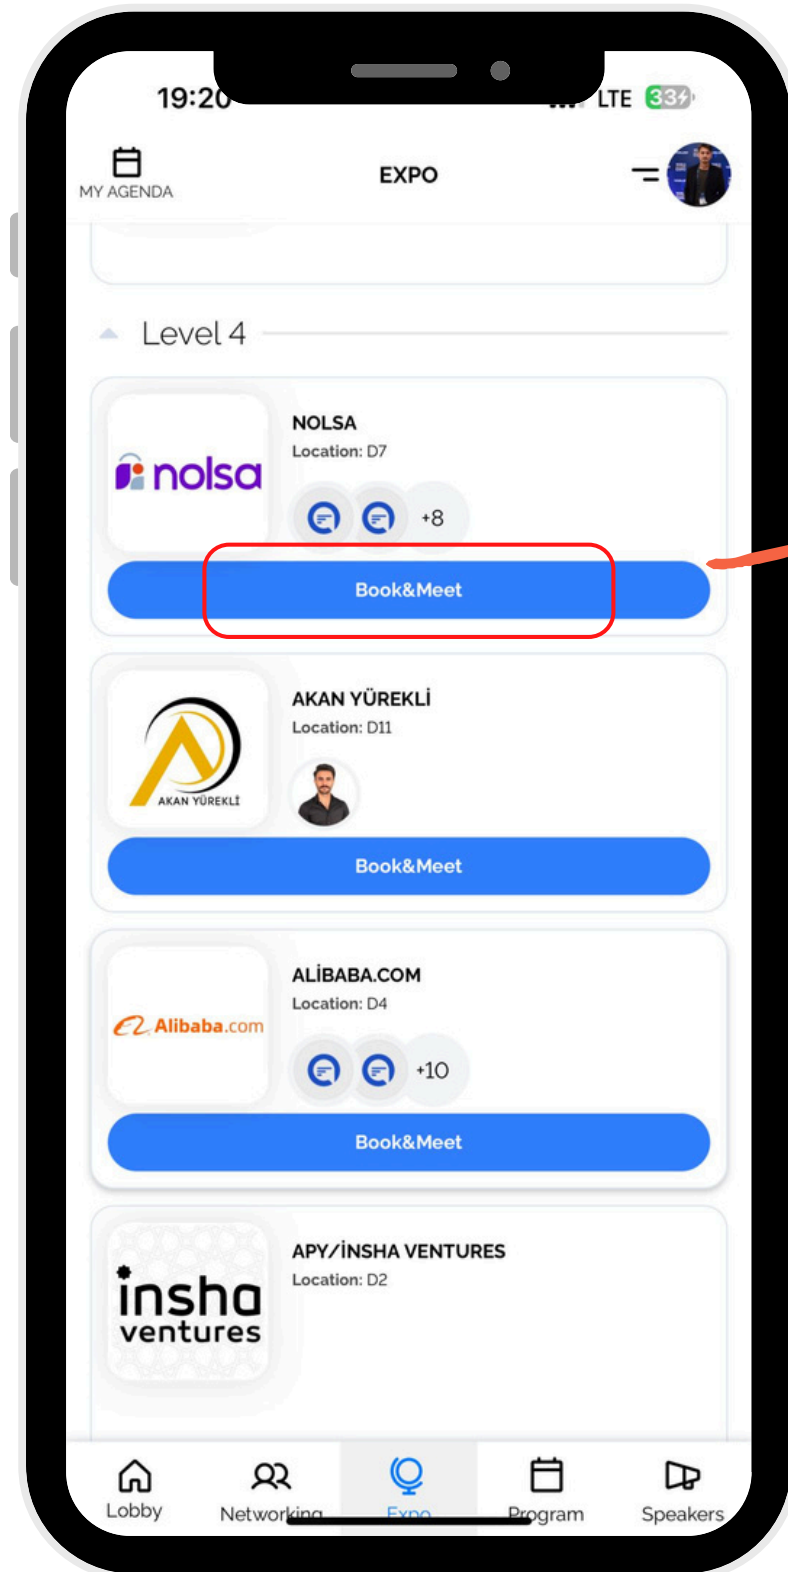 19:20
LTE 33
MY AGENDA
EXPO
Level 4
nolsa
NOLSA
Location: D7
+8
Book&Meet
AKAN YÜREKLİ
AKAN YÜREKLİ
Location: D11
Book&Meet
Alibaba.com
ALİBABA.COM
Location: D4
+10
Book&Meet
insha
ventures
APY/İNSHA VENTURES
Location: D2
Lobby
Networking
Expo
Program
Speakers